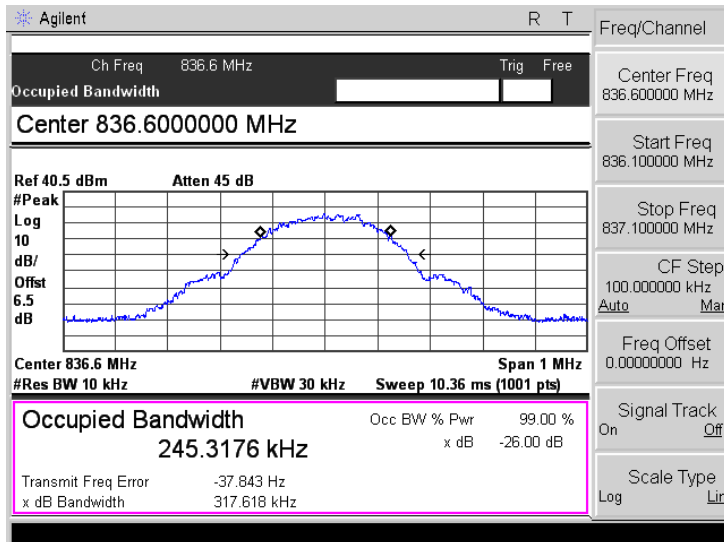 Agilent R T
Ch Freq 836.6 MHz Trig Free
Occupied Bandwidth
Center 836.6000000 MHz
Ref 40.5 dBm Atten 45 dB
#Peak
Log
10
dB/
Offst
6.5
dB
Center 836.6 MHz Span 1 MHz
#Res BW 10 kHz #VBW 30 kHz Sweep 10.36 ms (1001 pts)
Occupied Bandwidth Occ BW % Pwr 99.00 %
245.3176 kHz x dB -26.00 dB
Transmit Freq Error -37.843 Hz
x dB Bandwidth 317.618 kHz
Freq/Channel
Center Freq
836.600000 MHz
Start Freq
836.100000 MHz
Stop Freq
837.100000 MHz
CF Step
100.000000 kHz
Auto Man
Freq Offset
0.00000000 Hz
Signal Track
On Off
Scale Type
Log Lin